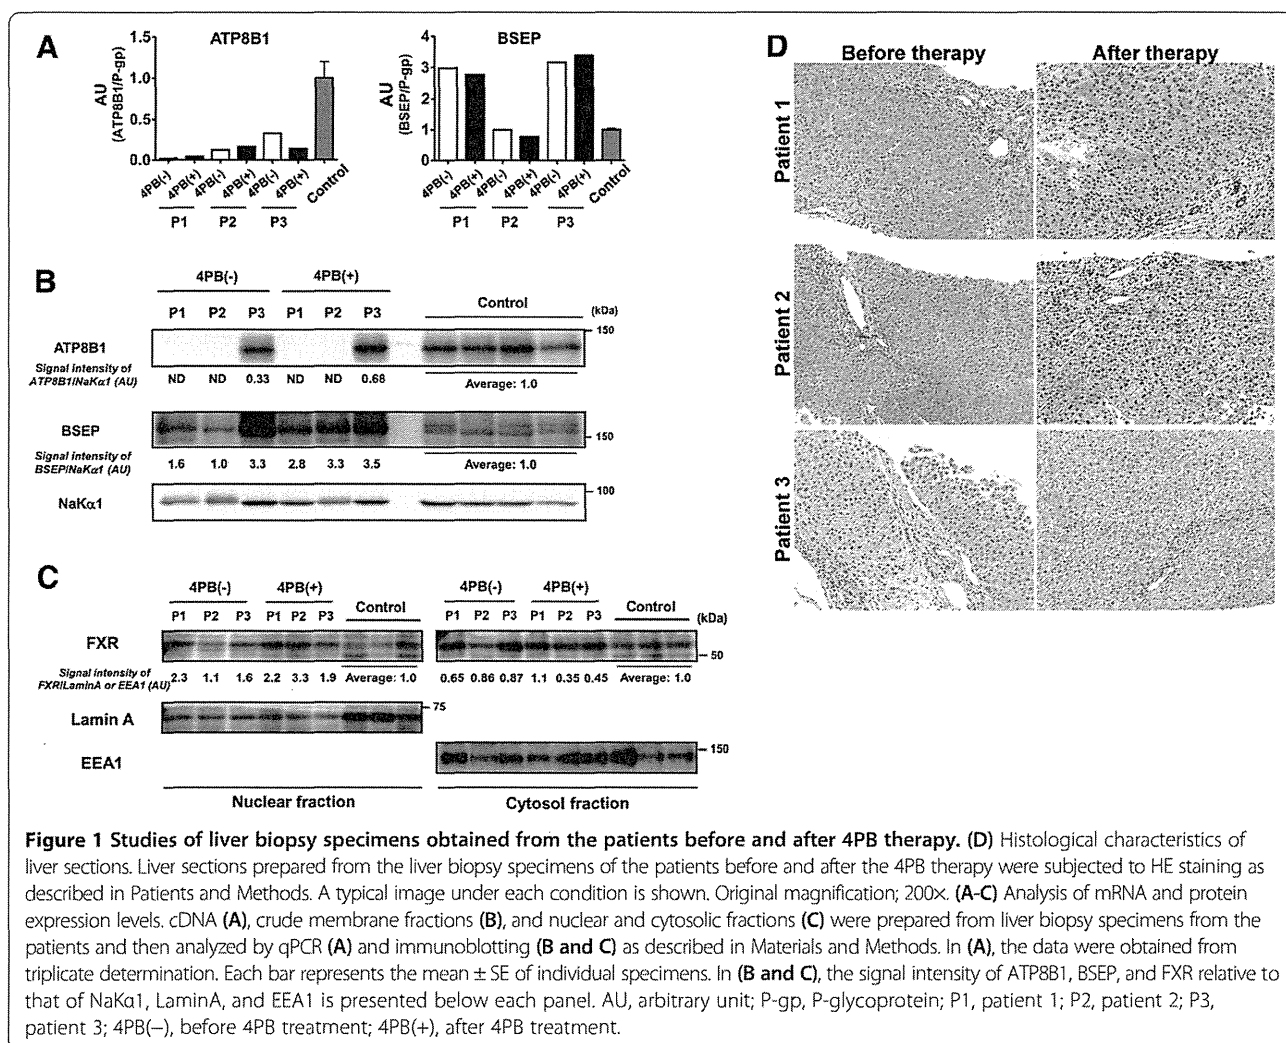 A
ATP8B1
AU
(ATP8B1/P-gp)
1.5
1.0
0.5
0.0
4PB(-)
4PB(+)
4PB(-)
4PB(+)
4PB(-)
4PB(+)
Control
P1
P2
P3
BSEP
AU
(BSEP/P-gp)
4
3
2
1
0
4PB(-)
4PB(+)
4PB(-)
4PB(+)
4PB(-)
4PB(+)
Control
P1
P2
P3
B
4PB(-) 4PB(+)
Control
P1 P2 P3 P1 P2 P3 (kDa)
ATP8B1 150
Signal intensity of
ATP8B1/NaKα1 (AU)
ND ND 0.33 ND ND 0.68 Average: 1.0
BSEP 150
Signal intensity of
BSEP/NaKα1 (AU)
1.6 1.0 3.3 2.8 3.3 3.5 Average: 1.0
NaKα1 100
C
4PB(-) 4PB(+) Control 4PB(-) 4PB(+) Control
P1 P2 P3 P1 P2 P3 P1 P2 P3 P1 P2 P3 (kDa)
FXR 50
Signal intensity of
FXR/LaminA or EEA1 (AU)
2.3 1.1 1.6 2.2 3.3 1.9 Average: 1.0 0.65 0.86 0.87 1.1 0.35 0.45 Average: 1.0
Lamin A 75
EEA1 150
Nuclear fraction Cytosol fraction
D
Before therapy After therapy
Patient 1
Patient 2
Patient 3
Figure 1 Studies of liver biopsy specimens obtained from the patients before and after 4PB therapy. (D) Histological characteristics of
liver sections. Liver sections prepared from the liver biopsy specimens of the patients before and after the 4PB therapy were subjected to HE staining as
described in Patients and Methods. A typical image under each condition is shown. Original magnification; 200x. (A-C) Analysis of mRNA and protein
expression levels. cDNA (A), crude membrane fractions (B), and nuclear and cytosolic fractions (C) were prepared from liver biopsy specimens from the
patients and then analyzed by qPCR (A) and immunoblotting (B and C) as described in Materials and Methods. In (A), the data were obtained from
triplicate determination. Each bar represents the mean ± SE of individual specimens. In (B and C), the signal intensity of ATP8B1, BSEP, and FXR relative to
that of NaKα1, LaminA, and EEA1 is presented below each panel. AU, arbitrary unit; P-gp, P-glycoprotein; P1, patient 1; P2, patient 2; P3,
patient 3; 4PB(−), before 4PB treatment; 4PB(+), after 4PB treatment.